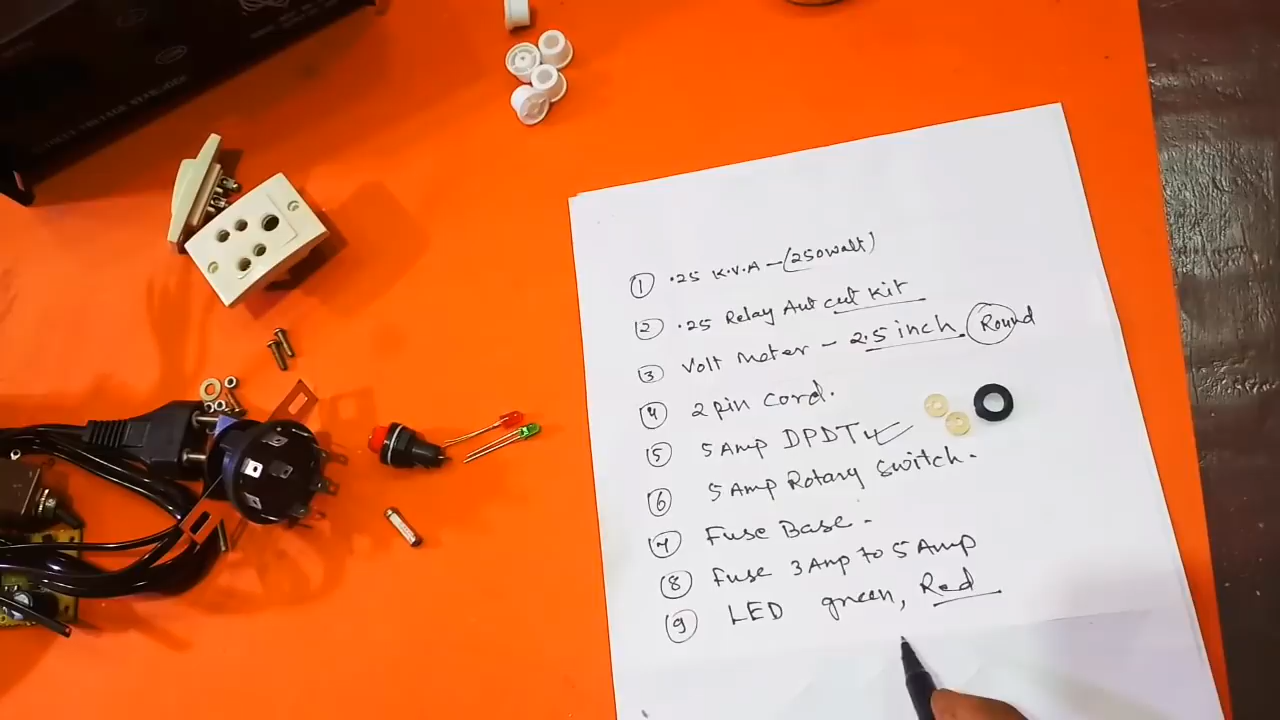 ① .25 K.V.A - (250 watt)
② .25 Relay Aut cut Kit
③ Volt Meter - 2.5 inch. Round
④ 2 pin Cord.
⑤ 5 Amp DPDT
⑥ 5 Amp Rotary Switch.
⑦ Fuse Base.
⑧ Fuse 3 Amp to 5 Amp
⑨ LED green, Red